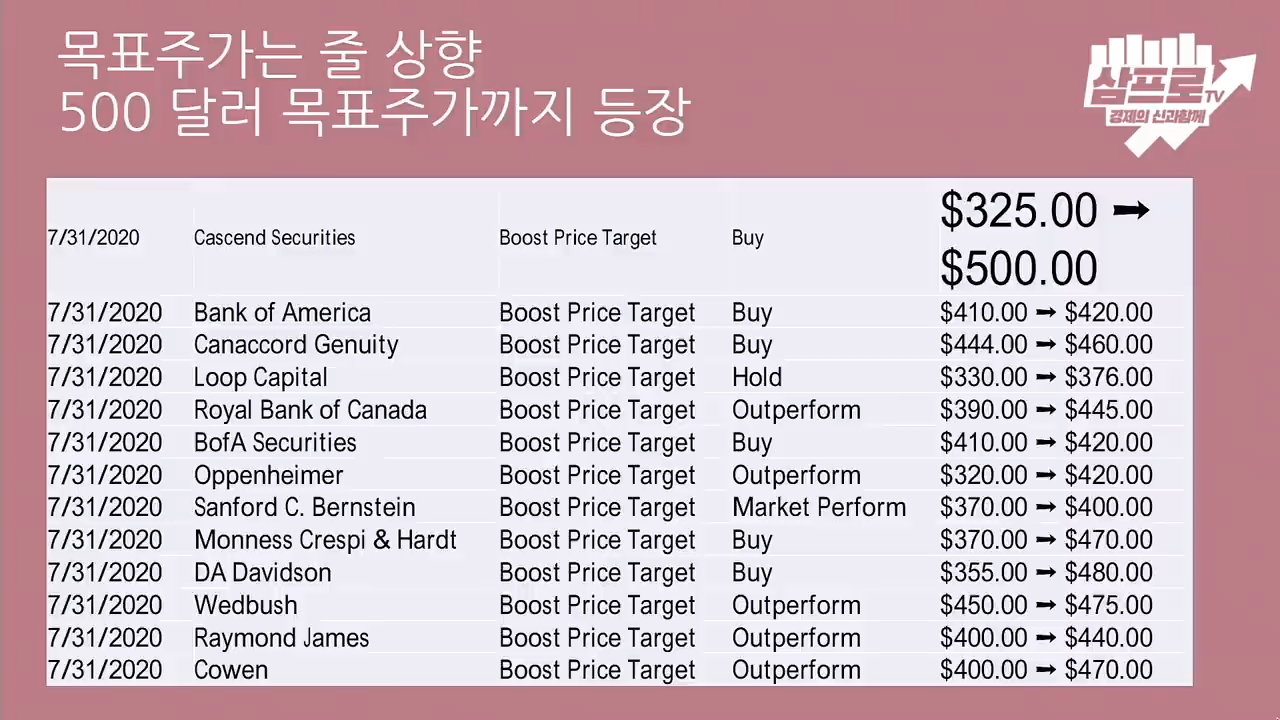 목표주가는 줄 상향
500 달러 목표주가까지 등장
삼프로TV
경제의 신과함께
7/31/2020 Cascend Securities Boost Price Target Buy $325.00 ➡ $500.00
7/31/2020 Bank of America Boost Price Target Buy $410.00 ➡ $420.00
7/31/2020 Canaccord Genuity Boost Price Target Buy $444.00 ➡ $460.00
7/31/2020 Loop Capital Boost Price Target Hold $330.00 ➡ $376.00
7/31/2020 Royal Bank of Canada Boost Price Target Outperform $390.00 ➡ $445.00
7/31/2020 BofA Securities Boost Price Target Buy $410.00 ➡ $420.00
7/31/2020 Oppenheimer Boost Price Target Outperform $320.00 ➡ $420.00
7/31/2020 Sanford C. Bernstein Boost Price Target Market Perform $370.00 ➡ $400.00
7/31/2020 Monness Crespi & Hardt Boost Price Target Buy $370.00 ➡ $470.00
7/31/2020 DA Davidson Boost Price Target Buy $355.00 ➡ $480.00
7/31/2020 Wedbush Boost Price Target Outperform $450.00 ➡ $475.00
7/31/2020 Raymond James Boost Price Target Outperform $400.00 ➡ $440.00
7/31/2020 Cowen Boost Price Target Outperform $400.00 ➡ $470.00